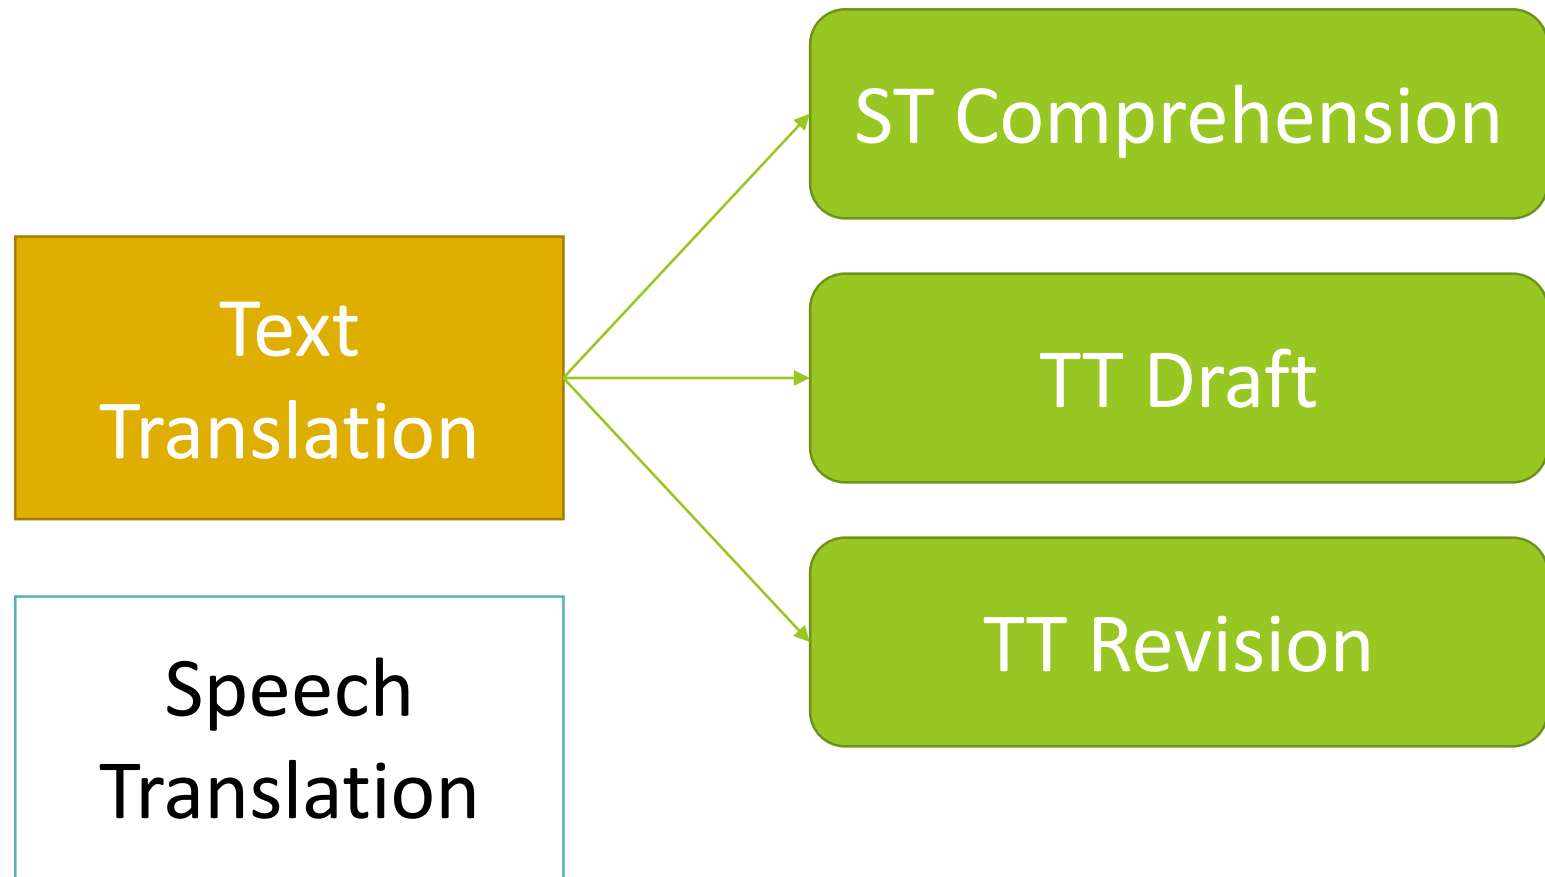 Text
Translation
Speech
Translation
ST Comprehension
TT Draft
TT Revision